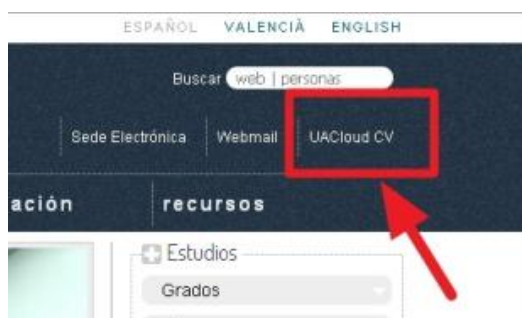 ESPAÑOL VALENCIÀ ENGLISH
Buscar web | personas
Sede Electrónica Webmail UACloud CV
ación recursos
Estudios
Grados